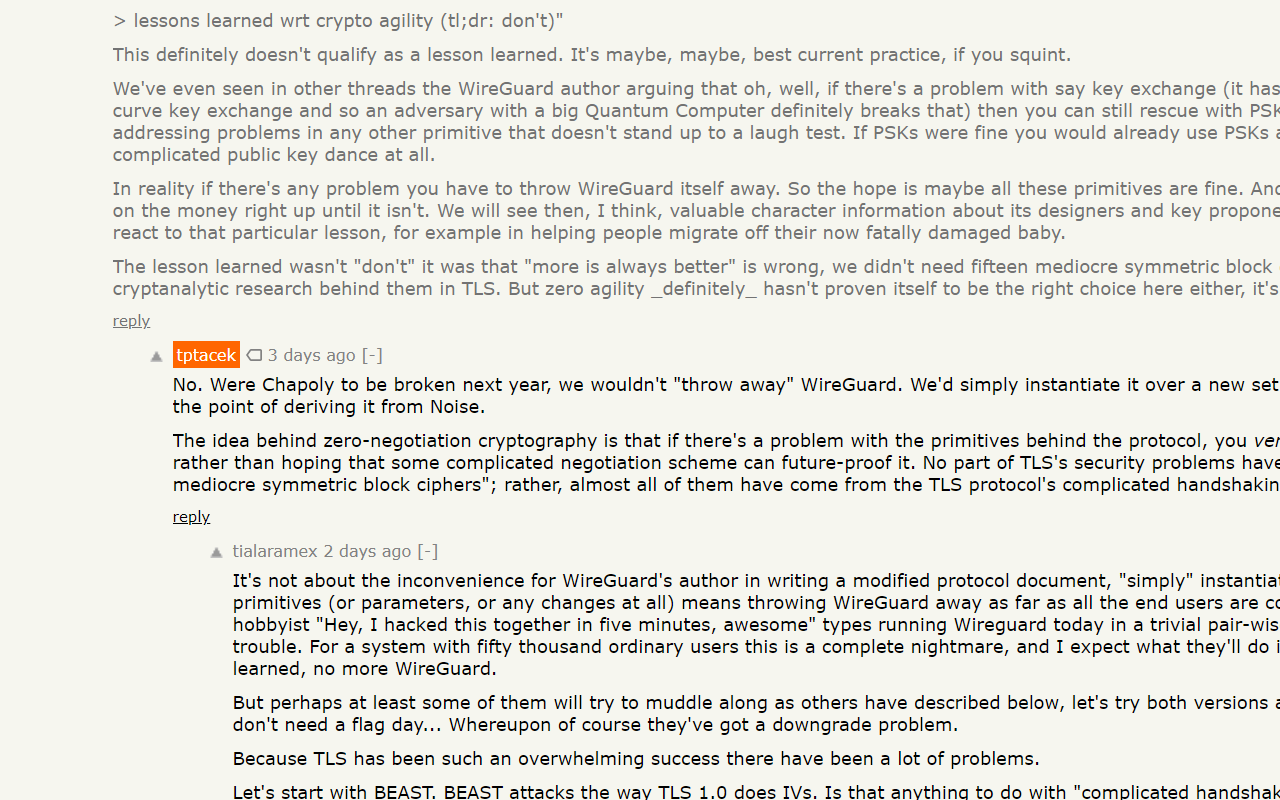 > lessons learned wrt crypto agility (tl;dr: don't)"
This definitely doesn't qualify as a lesson learned. It's maybe, maybe, best current practice, if you squint.
We've even seen in other threads the WireGuard author arguing that oh, well, if there's a problem with say key exchange (it has
curve key exchange and so an adversary with a big Quantum Computer definitely breaks that) then you can still rescue with PSK
addressing problems in any other primitive that doesn't stand up to a laugh test. If PSKs were fine you would already use PSKs a
complicated public key dance at all.
In reality if there's any problem you have to throw WireGuard itself away. So the hope is maybe all these primitives are fine. And
on the money right up until it isn't. We will see then, I think, valuable character information about its designers and key propone
react to that particular lesson, for example in helping people migrate off their now fatally damaged baby.
The lesson learned wasn't "don't" it was that "more is always better" is wrong, we didn't need fifteen mediocre symmetric block
cryptanalytic research behind them in TLS. But zero agility _definitely_ hasn't proven itself to be the right choice here either, it's
reply
tptacek 3 days ago [-]
No. Were Chapoly to be broken next year, we wouldn't "throw away" WireGuard. We'd simply instantiate it over a new set
the point of deriving it from Noise.
The idea behind zero-negotiation cryptography is that if there's a problem with the primitives behind the protocol, you ver
rather than hoping that some complicated negotiation scheme can future-proof it. No part of TLS's security problems have
mediocre symmetric block ciphers"; rather, almost all of them have come from the TLS protocol's complicated handshakin
reply
tialaramex 2 days ago [-]
It's not about the inconvenience for WireGuard's author in writing a modified protocol document, "simply" instantiat
primitives (or parameters, or any changes at all) means throwing WireGuard away as far as all the end users are co
hobbyist "Hey, I hacked this together in five minutes, awesome" types running Wireguard today in a trivial pair-wis
trouble. For a system with fifty thousand ordinary users this is a complete nightmare, and I expect what they'll do i
learned, no more WireGuard.
But perhaps at least some of them will try to muddle along as others have described below, let's try both versions a
don't need a flag day... Whereupon of course they've got a downgrade problem.
Because TLS has been such an overwhelming success there have been a lot of problems.
Let's start with BEAST. BEAST attacks the way TLS 1.0 does IVs. Is that anything to do with "complicated handshak